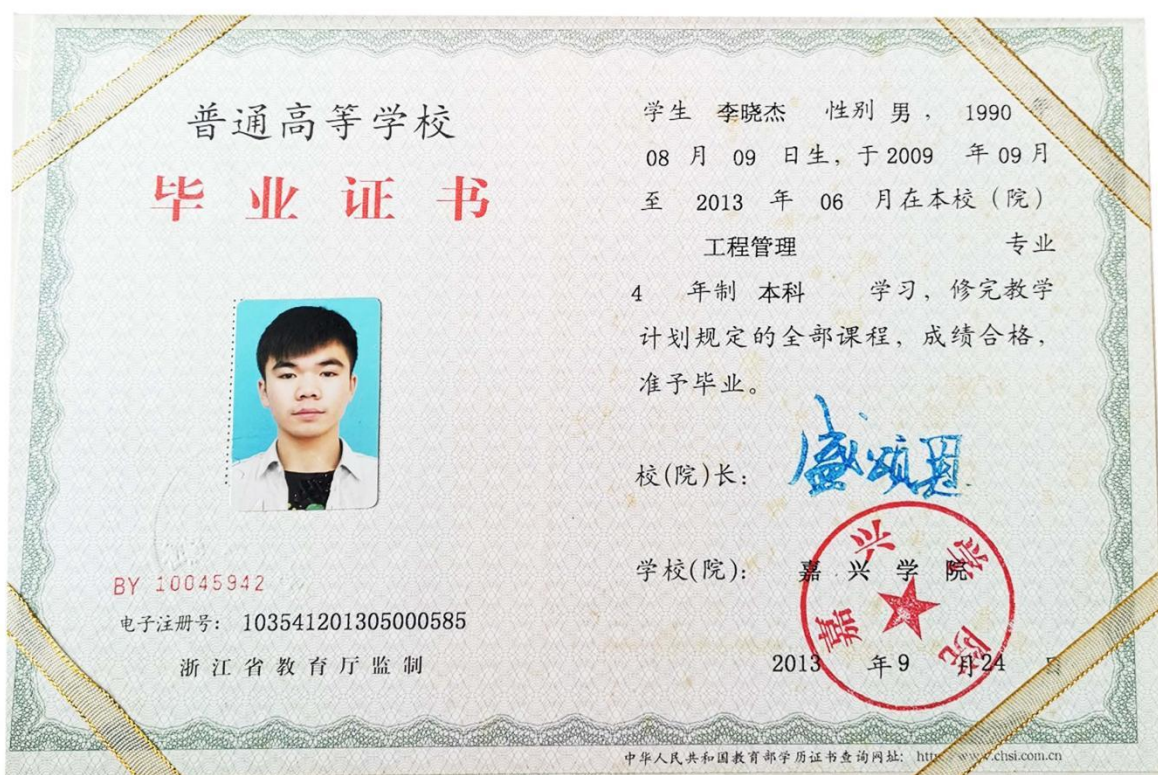 普通高等学校
毕业证书
BY 10045942
电子注册号： 103541201305000585
浙江省教育厅监制
学生 李晓杰 性别 男， 1990 年
08 月 09 日生，于2009 年09月
至 2013 年 06 月在本校（院）
工程管理 专业
4 年制 本科 学习，修完教学
计划规定的全部课程，成绩合格，
准予毕业。
校(院)长： 盛颂恩
学校(院)： 嘉兴学院
嘉兴学院
2013 年9 月24 日
中华人民共和国教育部学历证书查询网址： http://www.chsi.com.cn